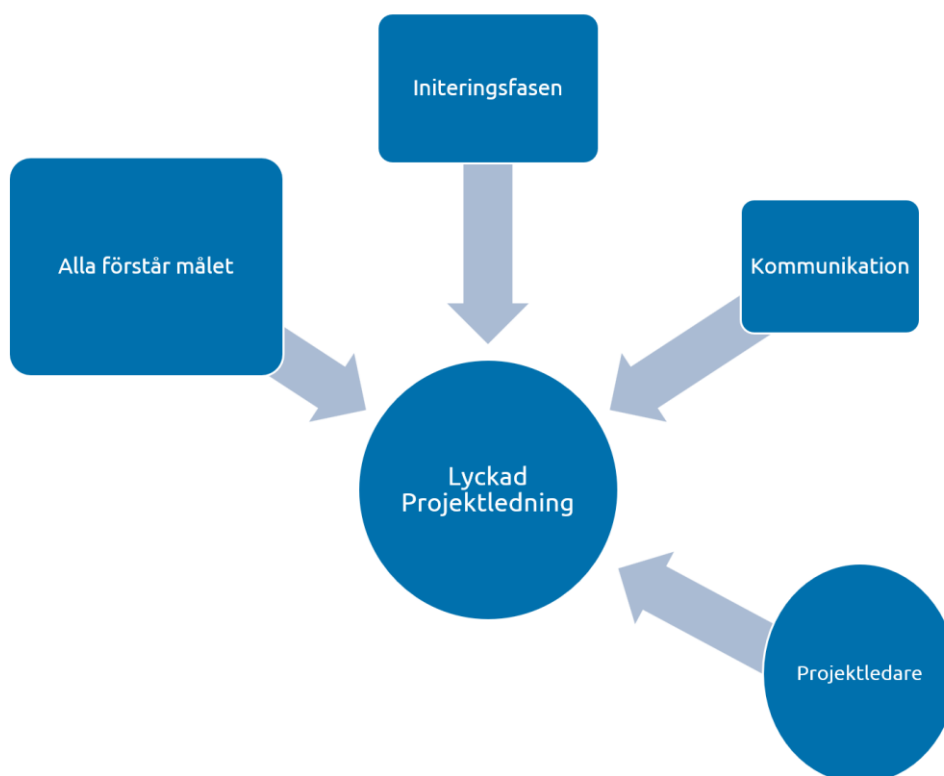 Initeringsfasen
Alla förstår målet
Kommunikation
Lyckad
Projektledning
Projektledare